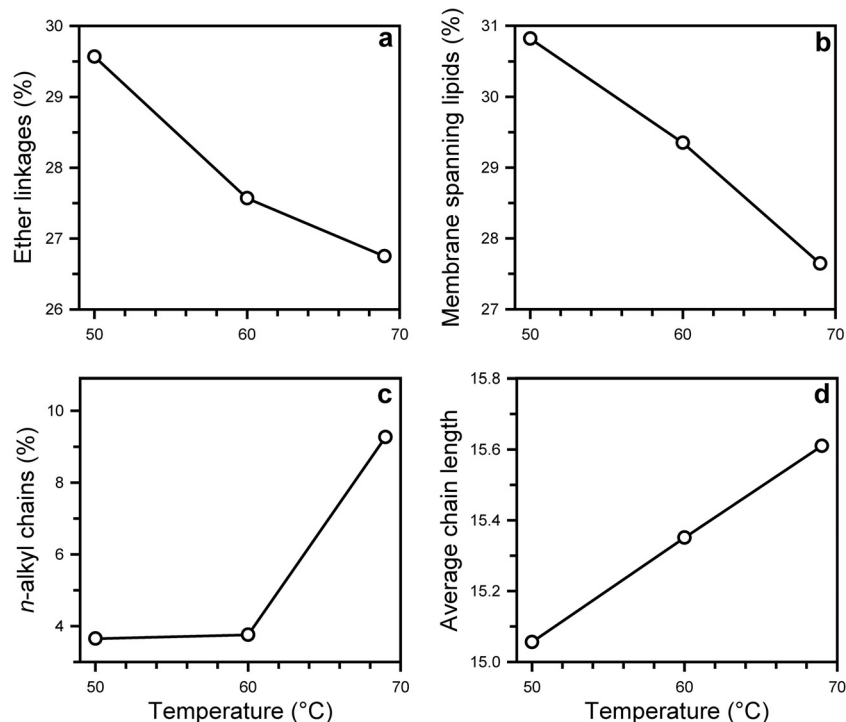 a
Ether linkages (%)
30
29
28
27
26
50 60 70
b
Membrane spanning lipids (%)
31
30
29
28
27
50 60 70
c
n-alkyl chains (%)
10
8
6
4
50 60 70
Temperature (°C)
d
Average chain length
15.8
15.6
15.4
15.2
15.0
50 60 70
Temperature (°C)